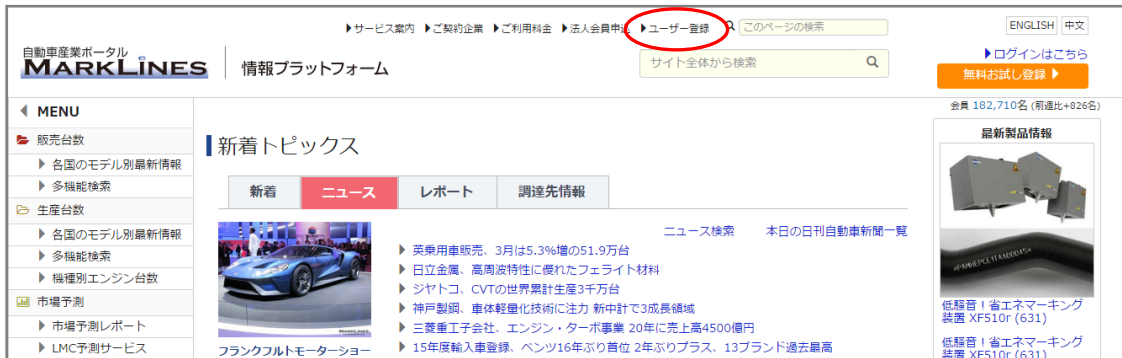 ▶サービス案内 ▶ご契約企業 ▶ご利用料金 ▶法人会員申込 ▶ユーザー登録 このページの検索 ENGLISH 中文
自動車産業ポータル
MARKLINES 情報プラットフォーム サイト全体から検索
▶ログインはこちら
無料お試し登録 ▶
会員 182,710名 (前週比+826名)
MENU
販売台数
▶ 各国のモデル別最新情報
▶ 多機能検索
生産台数
▶ 各国のモデル別最新情報
▶ 多機能検索
▶ 機種別エンジン台数
市場予測
▶ 市場予測レポート
▶ LMC予測サービス
新着トピックス
新着 ニュース レポート 調達先情報
ニュース検索 本日の日刊自動車新聞一覧
MARKLINES
フランクフルトモーターショー
▶ 英乗用車販売、3月は5.3%増の51.9万台
▶ 日立金属、高周波特性に優れたフェライト材料
▶ ジヤトコ、CVTの世界累計生産3千万台
▶ 神戸製鋼、車体軽量化技術に注力 新中計で3成長領域
▶ 三菱重工子会社、エンジン・ターボ事業 20年に売上高4500億円
▶ 15年度輸入車登録、ベンツ16年ぶり首位 2年ぶりプラス、13ブランド過去最高
最新製品情報
低騒音！省エネマーキング
装置 XF510r (631)
低騒音！省エネマーキング
装置 XF510r (631)